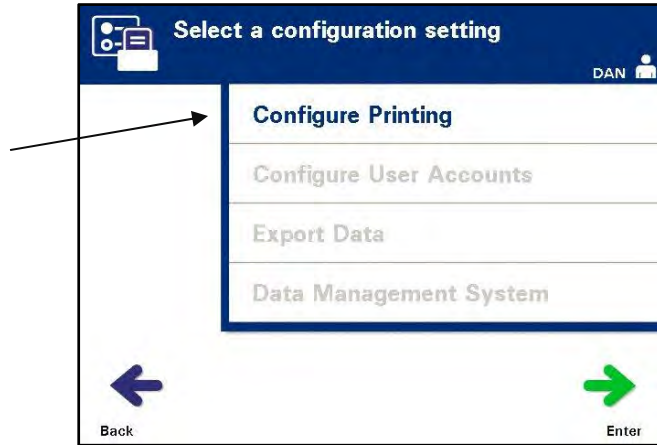 Select a configuration setting
DAN
Configure Printing
Configure User Accounts
Export Data
Data Management System
Back
Enter